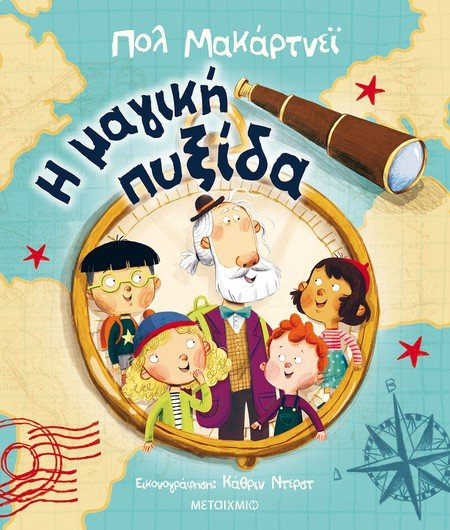 Πολ Μακάρτνεϊ
Η μαγική
πυξίδα
B
Εικονογράφηση: Κάθριν Ντερστ
ΜΕΤΑΙΧΜΙΟ